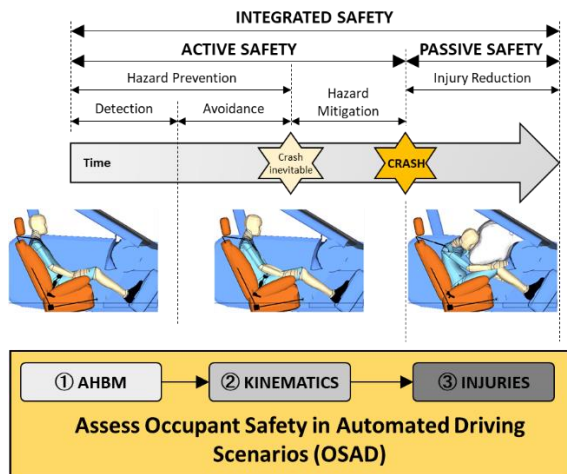 INTEGRATED SAFETY
ACTIVE SAFETY
PASSIVE SAFETY
Hazard Prevention
Hazard
Mitigation
Injury Reduction
Detection
Avoidance
Time
Crash
inevitable
CRASH
① AHBM
② KINEMATICS
③ INJURIES
Assess Occupant Safety in Automated Driving
Scenarios (OSAD)